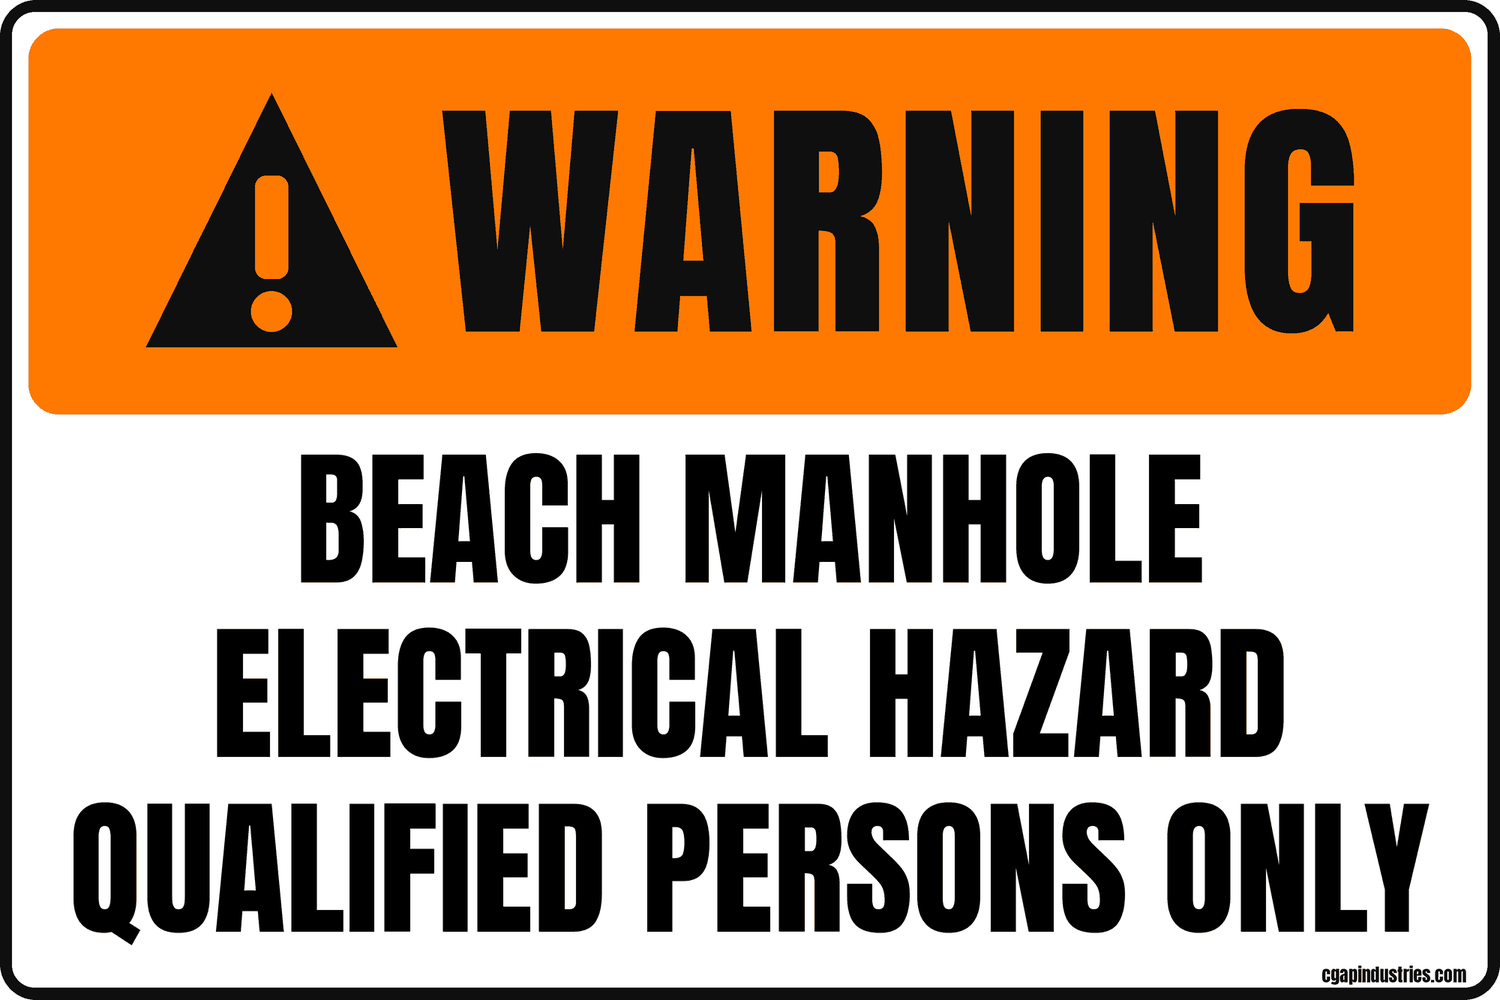 WARNING
BEACH MANHOLE
ELECTRICAL HAZARD
QUALIFIED PERSONS ONLY
cgapindustries.com